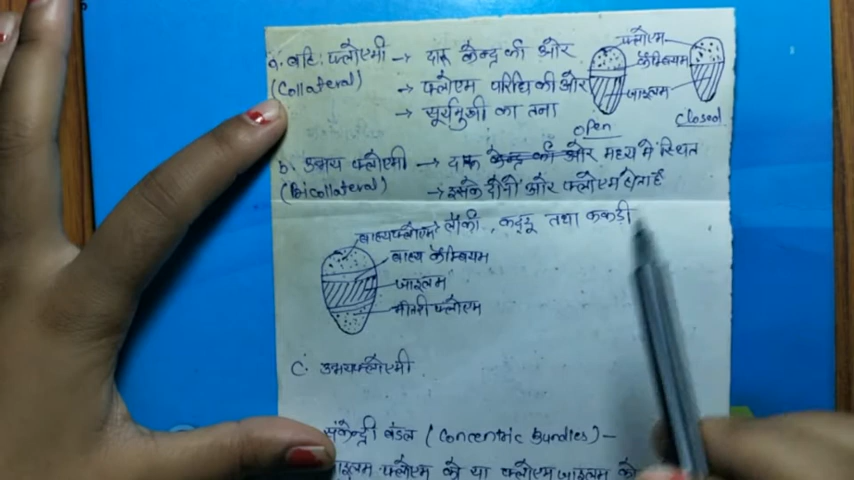 a. बहि: फ्लोएमी → दारू केन्द्र की ओर
(Collateral) → फ्लोएम परिधि की ओर
→ सूर्यमुखी का तना
फ्लोएम
कैम्बियम
जाइलम
open
closed
b. उभय फ्लोएमी → दारू केन्द्र की ओर मध्य में स्थित
(Bicollateral) → इसके दोनों ओर फ्लोएम होता है
लौकी, कद्दू तथा ककडी
बाह्यफ्लोएम
बाह्य कैम्बियम
जाइलम
भीतरी फ्लोएम
C. उभयफ्लोएमी
संकेन्द्री बंडल (Concentric Bundles) -
जाइलम फ्लोएम को या फ्लोएम जाइलम को